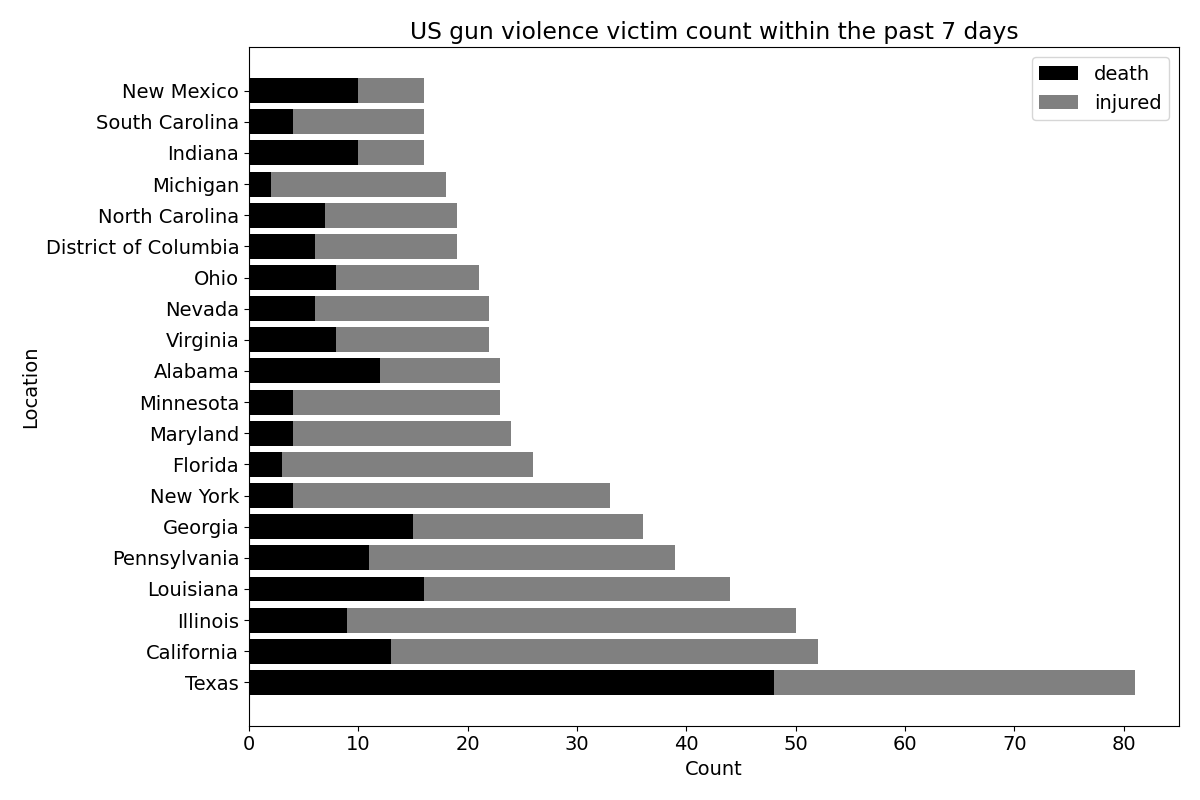 US gun violence victim count within the past 7 days
death
injured
New Mexico
South Carolina
Indiana
Michigan
North Carolina
District of Columbia
Ohio
Nevada
Virginia
Alabama
Minnesota
Maryland
Florida
New York
Georgia
Pennsylvania
Louisiana
Illinois
California
Texas
Location
0 10 20 30 40 50 60 70 80
Count